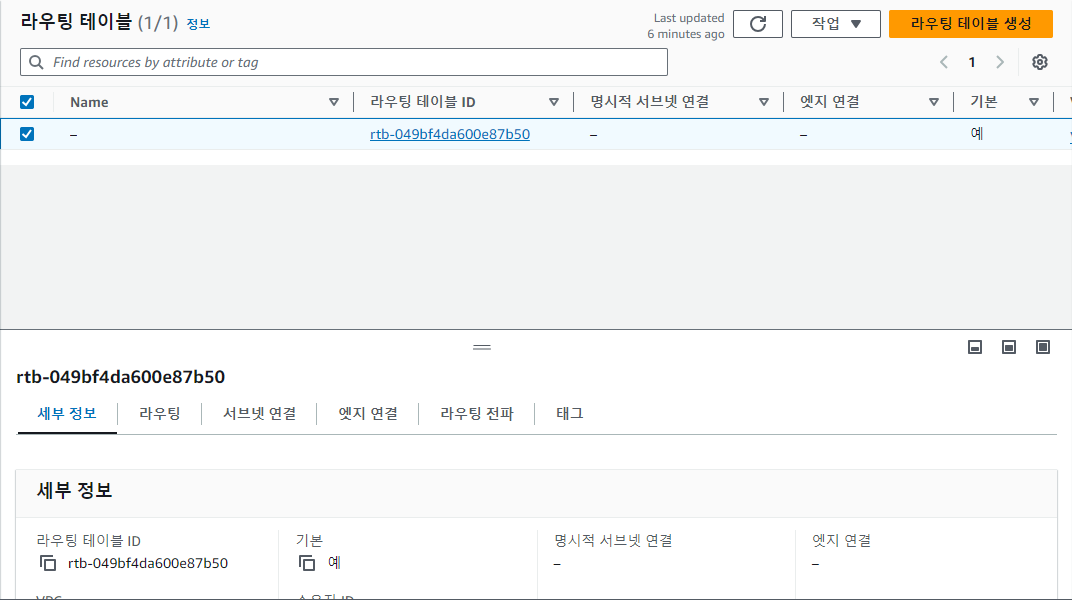 라우팅 테이블 (1/1) 정보
Last updated
6 minutes ago
작업
라우팅 테이블 생성
Find resources by attribute or tag
1
Name
라우팅 테이블 ID
명시적 서브넷 연결
엣지 연결
기본
–
rtb-049bf4da600e87b50
–
–
예
rtb-049bf4da600e87b50
세부 정보
라우팅
서브넷 연결
엣지 연결
라우팅 전파
태그
세부 정보
라우팅 테이블 ID
rtb-049bf4da600e87b50
기본
예
명시적 서브넷 연결
–
엣지 연결
–